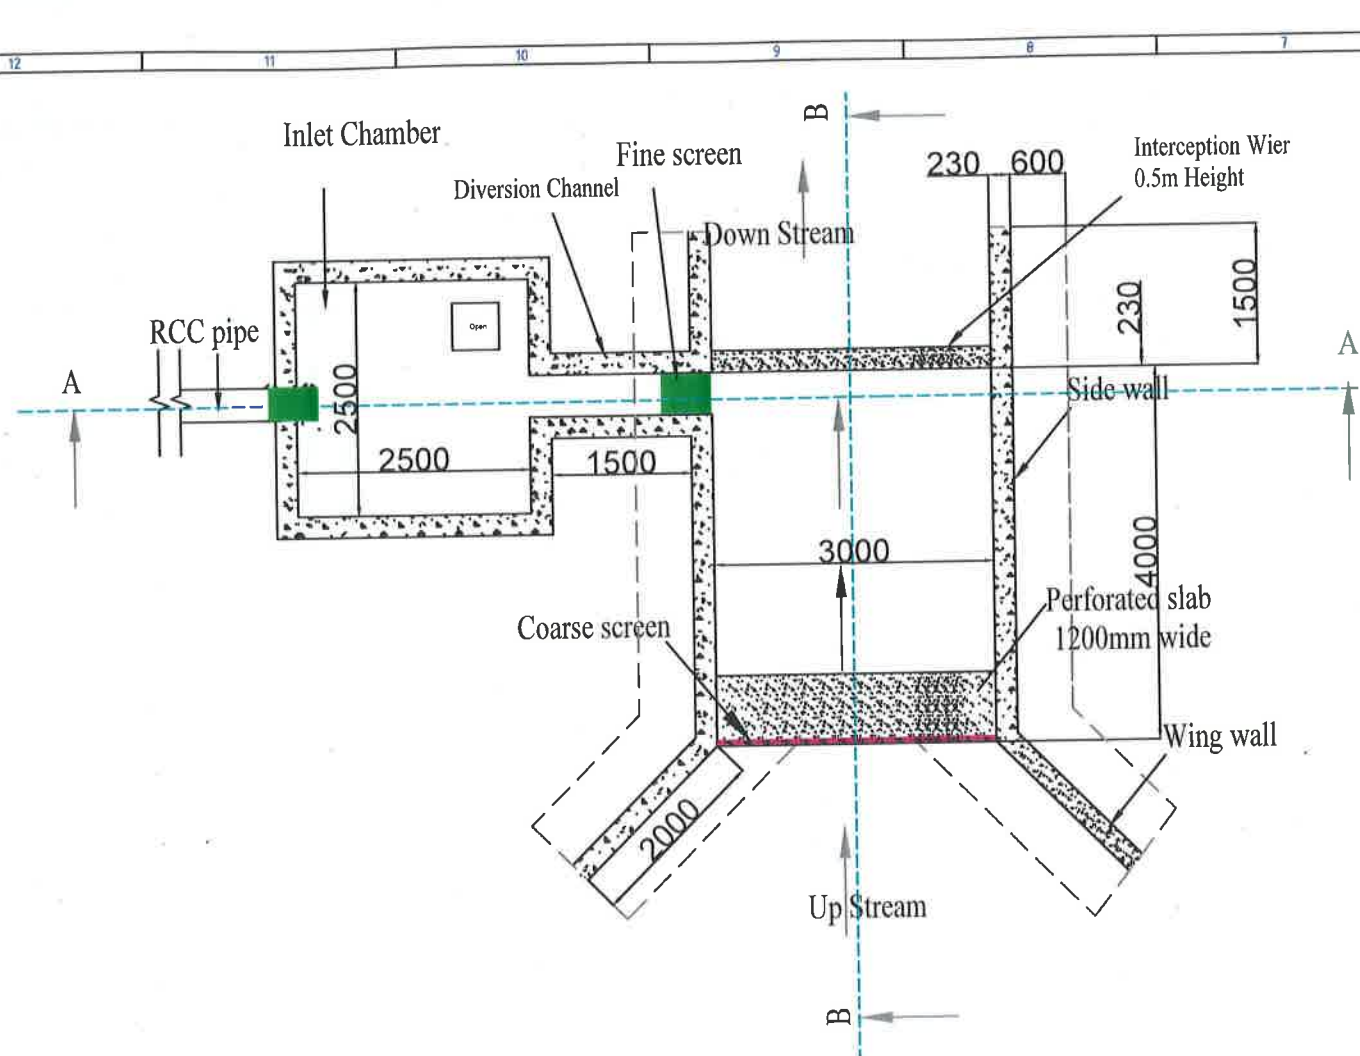 12
11
10
9
8
7
B
Inlet Chamber
Fine screen
Diversion Channel
230
600
Interception Wier
0.5m Height
Down Stream
RCC pipe
Open
230
1500
A
A
2500
2500
1500
Side wall
3000
4000
Coarse screen
Perforated slab
1200mm wide
Wing wall
2000
Up Stream
B